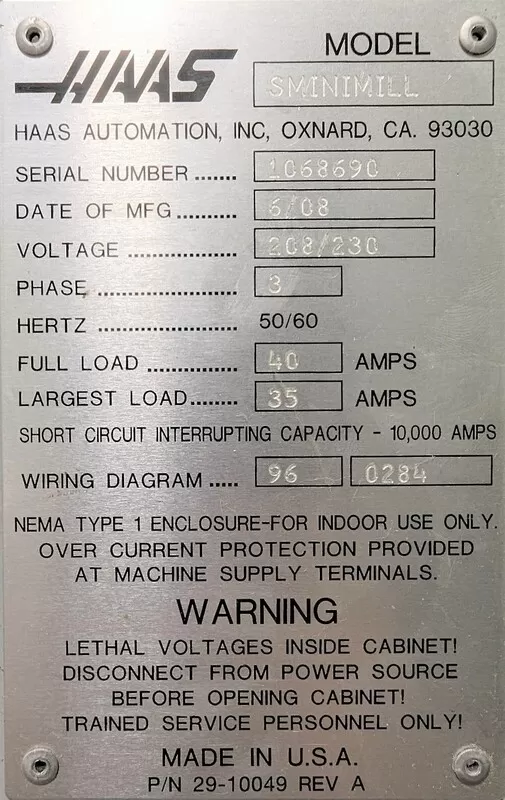 HAAS
MODEL SMINIMILL
HAAS AUTOMATION, INC, OXNARD, CA. 93030
SERIAL NUMBER ....... 1068690
DATE OF MFG .......... 6/08
VOLTAGE .................. 208/230
PHASE ...................... 3
HERTZ ...................... 50/60
FULL LOAD ............... 40 AMPS
LARGEST LOAD........ 35 AMPS
SHORT CIRCUIT INTERRUPTING CAPACITY - 10,000 AMPS
WIRING DIAGRAM ..... 96 0284
NEMA TYPE 1 ENCLOSURE-FOR INDOOR USE ONLY.
OVER CURRENT PROTECTION PROVIDED
AT MACHINE SUPPLY TERMINALS.
WARNING
LETHAL VOLTAGES INSIDE CABINET!
DISCONNECT FROM POWER SOURCE
BEFORE OPENING CABINET!
TRAINED SERVICE PERSONNEL ONLY!
MADE IN U.S.A.
P/N 29-10049 REV A